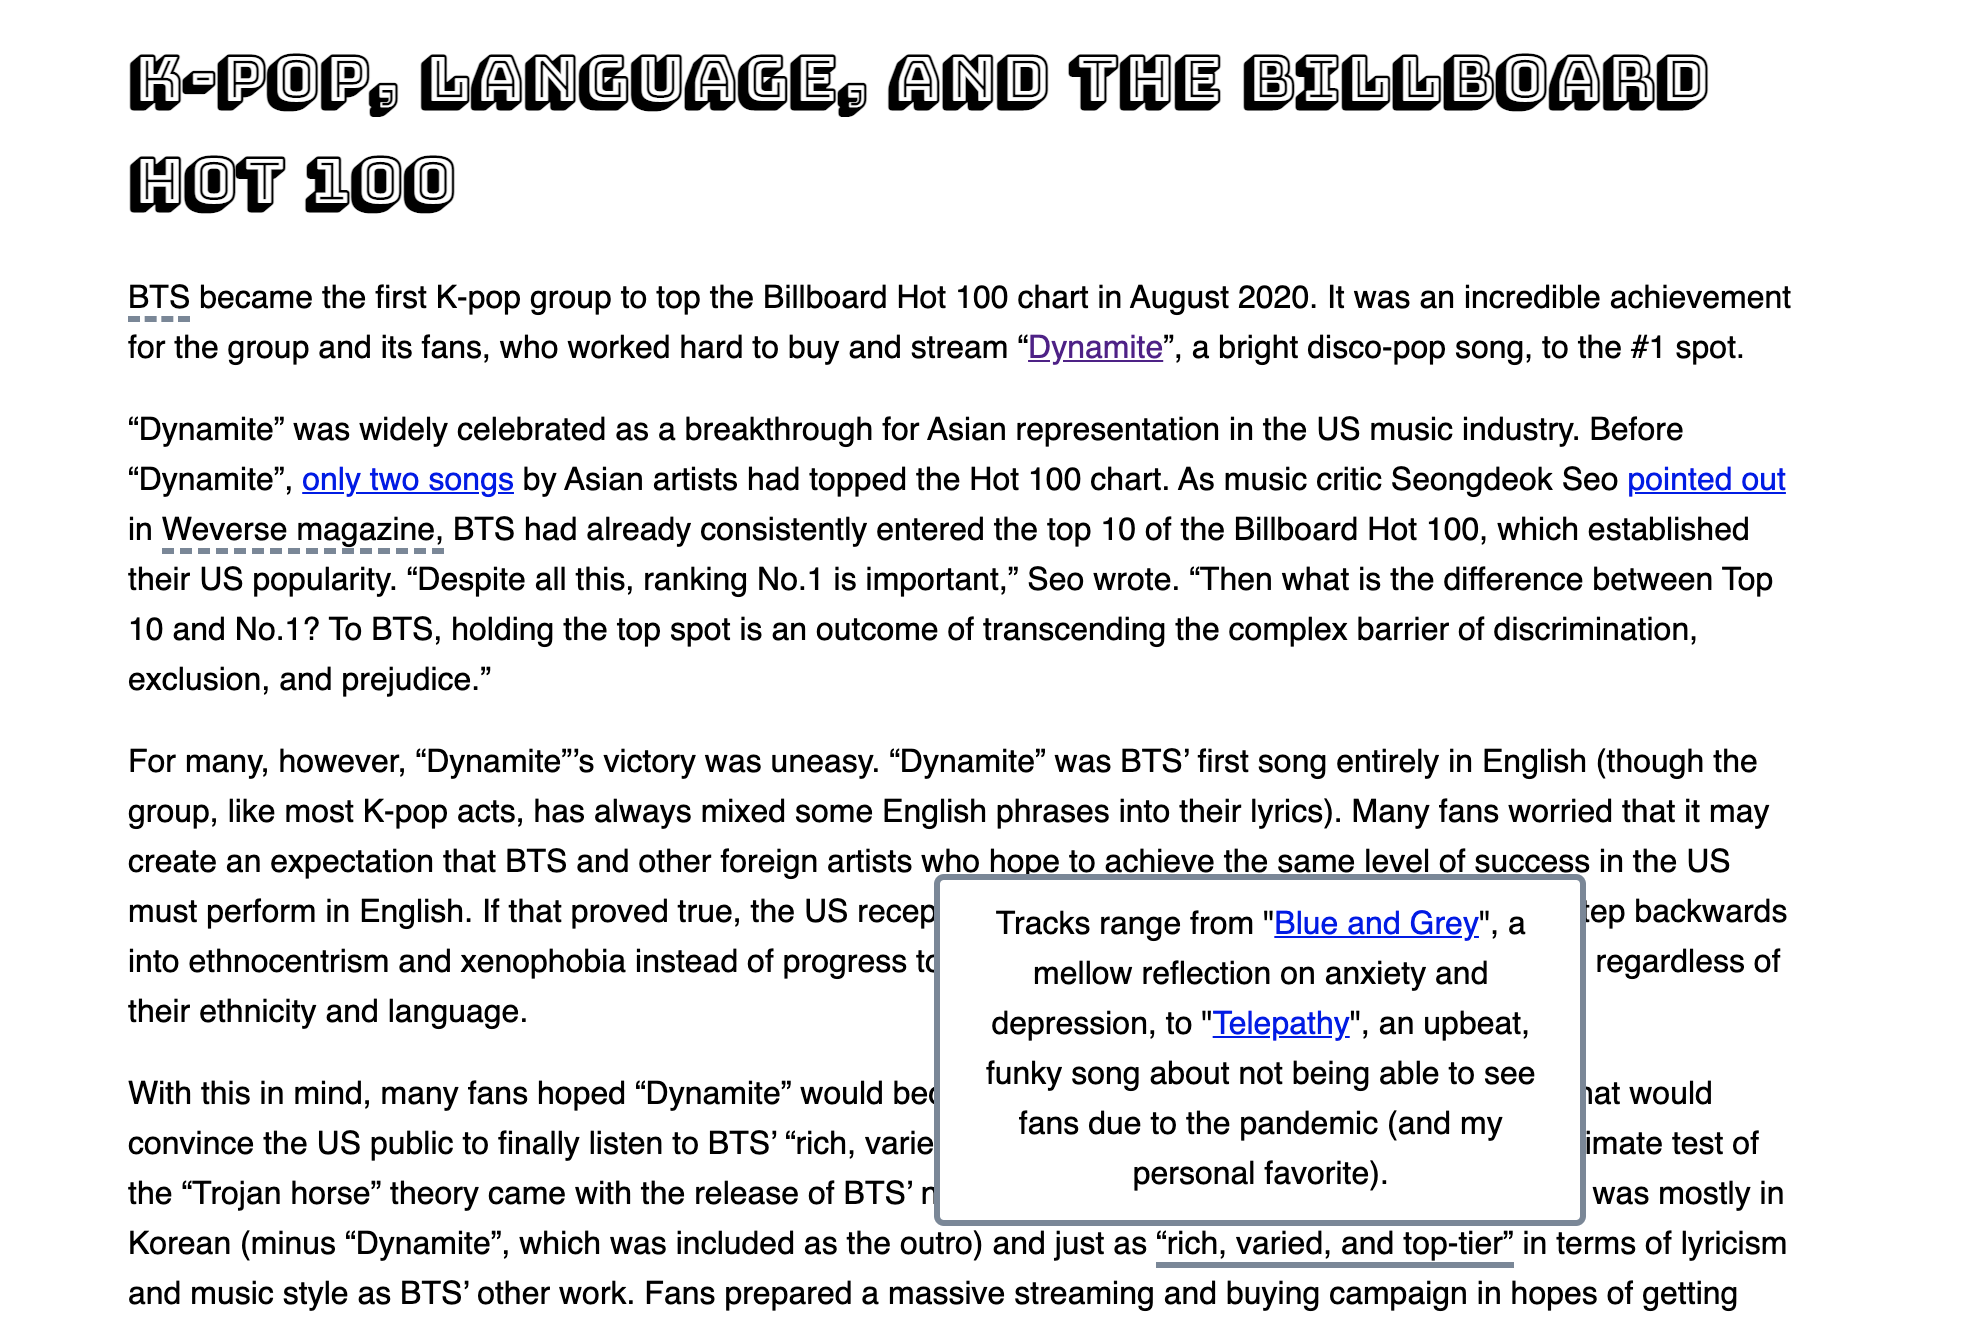 K-POP, LANGUAGE, AND THE BILLBOARD
HOT 100
BTS became the first K-pop group to top the Billboard Hot 100 chart in August 2020. It was an incredible achievement
for the group and its fans, who worked hard to buy and stream “Dynamite”, a bright disco-pop song, to the #1 spot.
“Dynamite” was widely celebrated as a breakthrough for Asian representation in the US music industry. Before
“Dynamite”, only two songs by Asian artists had topped the Hot 100 chart. As music critic Seongdeok Seo pointed out
in Weverse magazine, BTS had already consistently entered the top 10 of the Billboard Hot 100, which established
their US popularity. “Despite all this, ranking No.1 is important,” Seo wrote. “Then what is the difference between Top
10 and No.1? To BTS, holding the top spot is an outcome of transcending the complex barrier of discrimination,
exclusion, and prejudice.”
For many, however, “Dynamite”’s victory was uneasy. “Dynamite” was BTS’ first song entirely in English (though the
group, like most K-pop acts, has always mixed some English phrases into their lyrics). Many fans worried that it may
create an expectation that BTS and other foreign artists who hope to achieve the same level of success in the US
must perform in English. If that proved true, the US backwards
into ethnocentrism and xenophobia instead of progress regardless of
their ethnicity and language.
With this in mind, many fans hoped “Dynamite” would would
convince the US public to finally listen to BTS’ “rich, test of
the “Trojan horse” theory came with the release of BTS’ was mostly in
Korean (minus “Dynamite”, which was included as the outro) and just as “rich, varied, and top-tier” in terms of lyricism
and music style as BTS’ other work. Fans prepared a massive streaming and buying campaign in hopes of getting
Tracks range from "Blue and Grey", a
mellow reflection on anxiety and
depression, to "Telepathy", an upbeat,
funky song about not being able to see
fans due to the pandemic (and my
personal favorite).